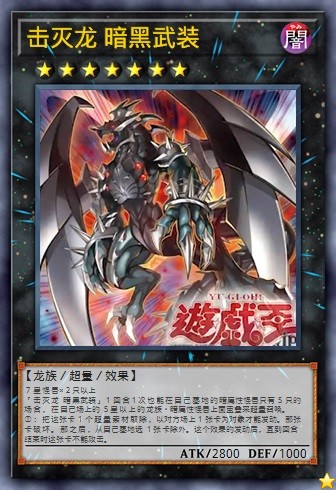 击灭龙 暗黑武装
闇
YU-GI-OH!
遊戯王
【龙族／超量／效果】
7星怪兽×2只以上
「击灭龙 暗黑武装」1回合1次也能在自己墓地的暗属性怪兽只有5只的
场合，在自己场上的5星以上的龙族·暗属性怪兽上面重叠来超量召唤。
①：把这张卡1个超量素材取除，以对方场上1张卡为对象才能发动。那张
卡破坏。那之后，从自己墓地选1张卡除外。这个效果的发动后，直到回合
结束时这张卡不能攻击。
ATK/2800 DEF/1000